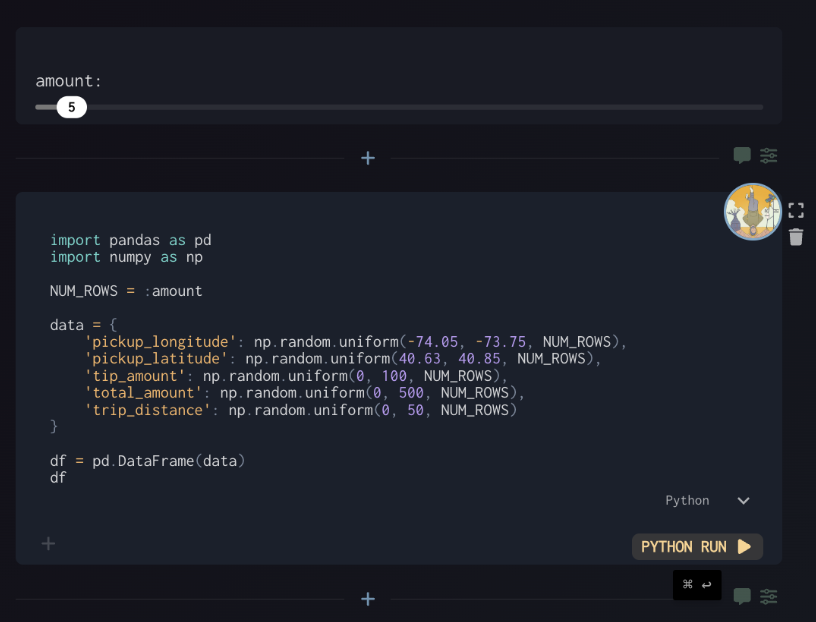 amount:
5
import pandas as pd
import numpy as np
NUM_ROWS = :amount
data = {
    'pickup_longitude': np.random.uniform(-74.05, -73.75, NUM_ROWS),
    'pickup_latitude': np.random.uniform(40.63, 40.85, NUM_ROWS),
    'tip_amount': np.random.uniform(0, 100, NUM_ROWS),
    'total_amount': np.random.uniform(0, 500, NUM_ROWS),
    'trip_distance': np.random.uniform(0, 50, NUM_ROWS)
}
df = pd.DataFrame(data)
df
Python
PYTHON RUN
⌘ ↩